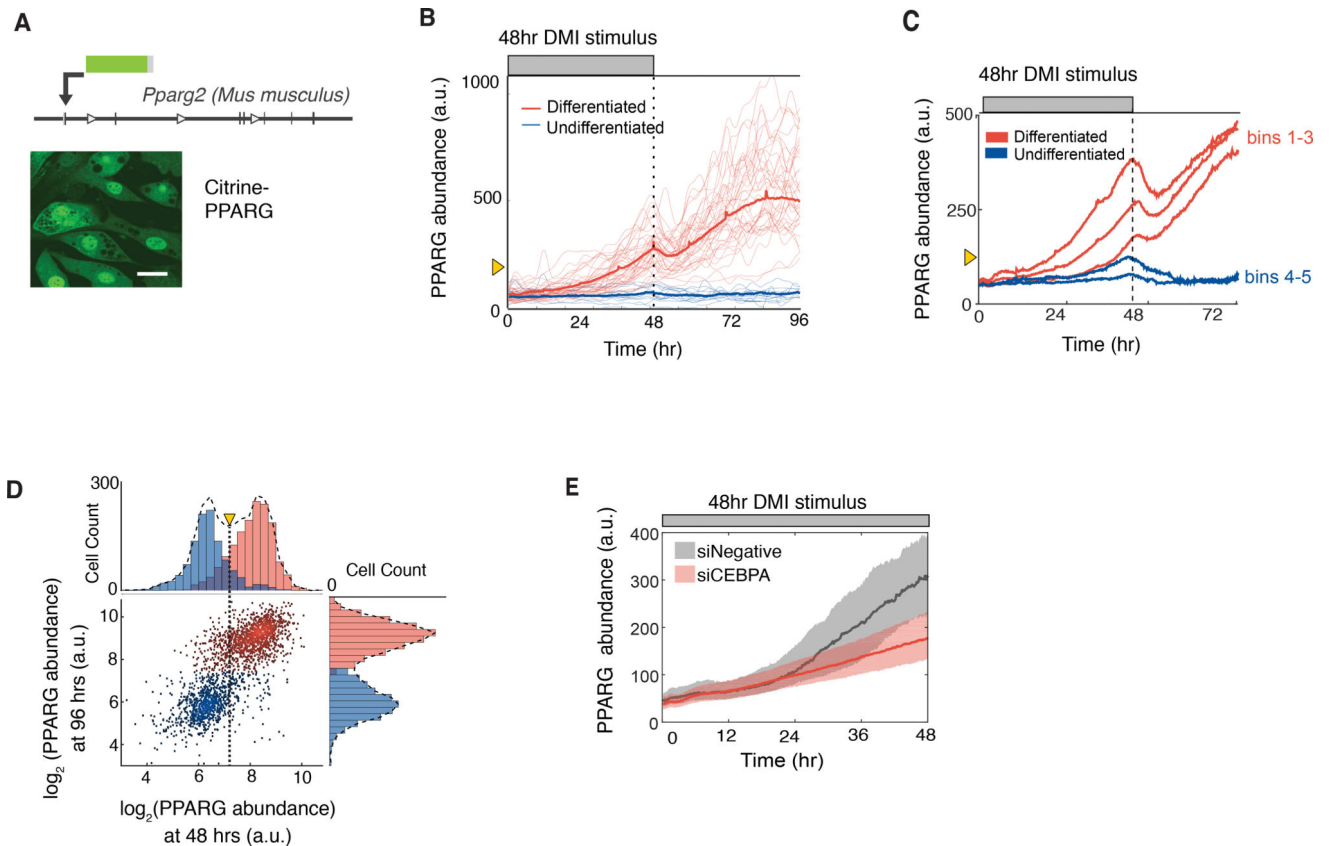 A
Pparg2 (Mus musculus)
Citrine-
PPARG
B
48hr DMI stimulus
PPARG abundance (a.u.)
1000
500
0
Differentiated
Undifferentiated
0 24 48 72 96
Time (hr)
C
48hr DMI stimulus
PPARG abundance (a.u.)
500
250
0
Differentiated
Undifferentiated
bins 1-3
bins 4-5
0 24 48 72
Time (hr)
D
300
Cell Count
0
Cell Count
0
log2 (PPARG abundance)
at 96 hrs (a.u.)
10
8
6
4
4 6 8 10
log2(PPARG abundance)
at 48 hrs (a.u.)
E
48hr DMI stimulus
PPARG abundance (a.u.)
400
300
200
100
0
siNegative
siCEBPA
0 12 24 36 48
Time (hr)